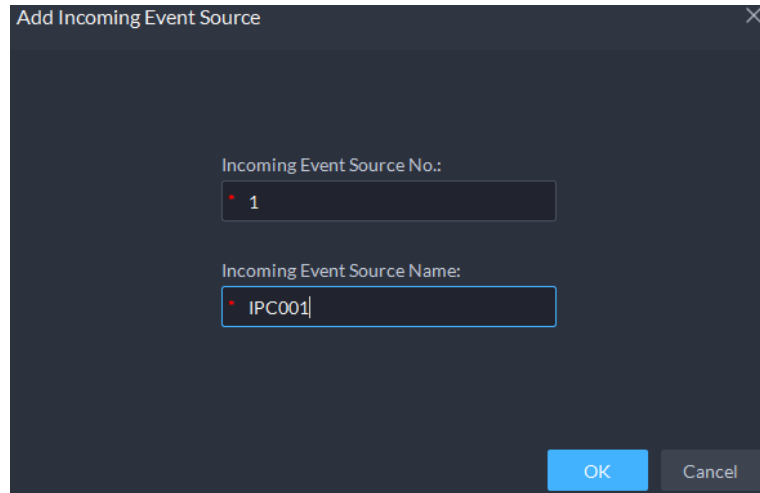 Add Incoming Event Source
Incoming Event Source No.:
* 1
Incoming Event Source Name:
* IPC001
OK Cancel